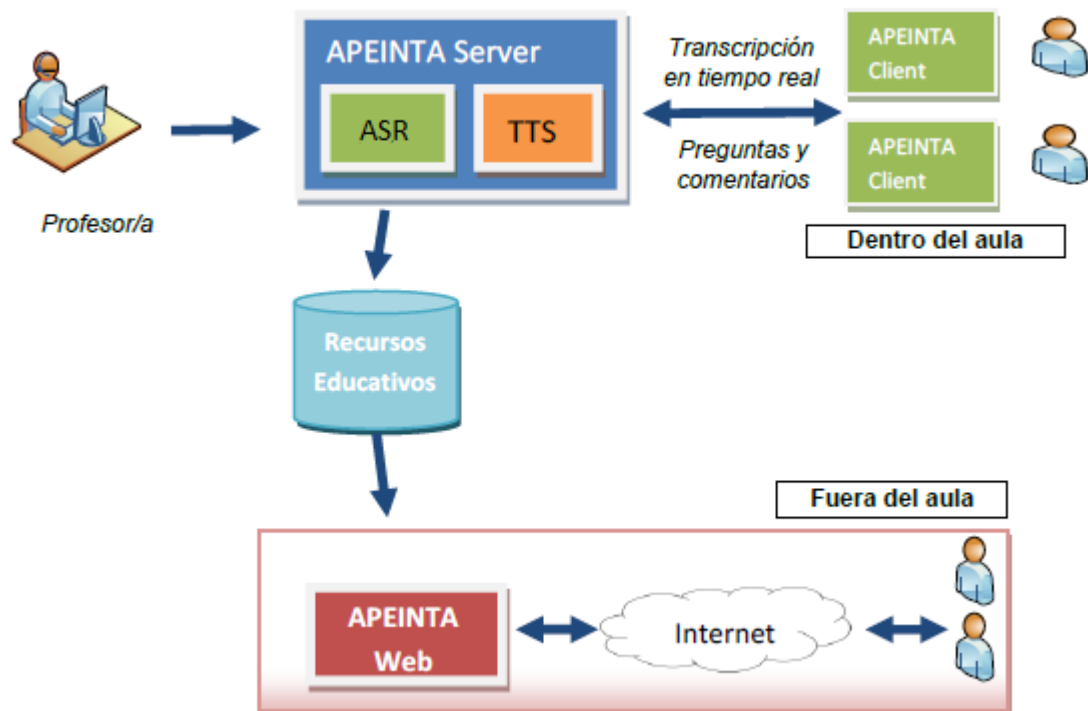 APEINTA Server
ASR
TTS
Profesor/a
Transcripción
en tiempo real
Preguntas y
comentarios
APEINTA
Client
APEINTA
Client
Dentro del aula
Recursos
Educativos
Fuera del aula
APEINTA
Web
Internet